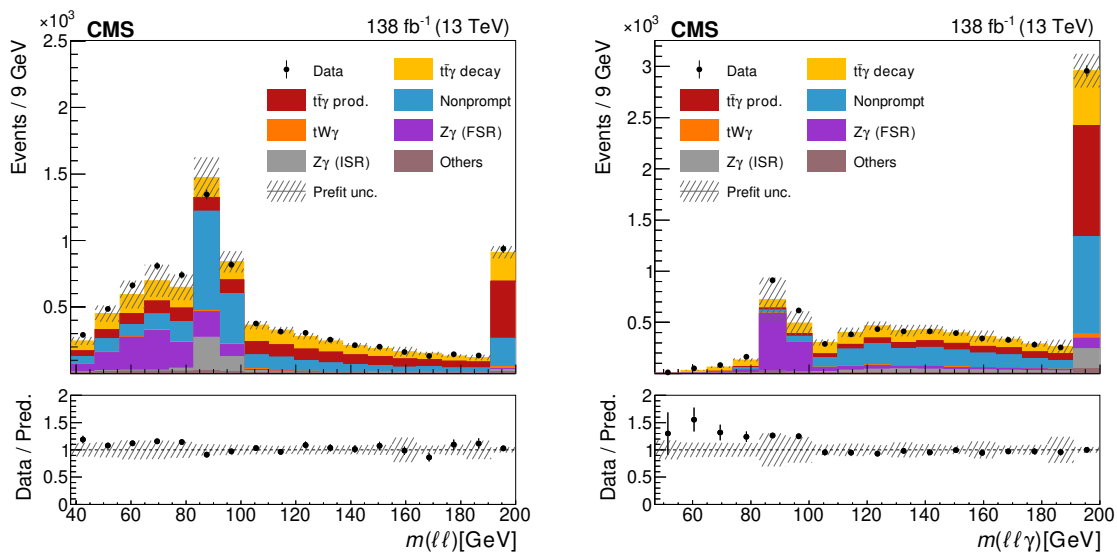 ×10³ CMS 138 fb⁻¹ (13 TeV)
Events / 9 GeV
2.5
2
1.5
1
0.5
Data
tt̄γ decay
tt̄γ prod.
Nonprompt
tWγ
Zγ (FSR)
Zγ (ISR)
Others
Prefit unc.
Data / Pred.
2
1.5
1
0.5
0
40 60 80 100 120 140 160 180 200
m(ℓℓ)[GeV]
×10³ CMS 138 fb⁻¹ (13 TeV)
Events / 9 GeV
3
2.5
2
1.5
1
0.5
Data
tt̄γ decay
tt̄γ prod.
Nonprompt
tWγ
Zγ (FSR)
Zγ (ISR)
Others
Prefit unc.
Data / Pred.
2
1.5
1
0.5
0
60 80 100 120 140 160 180 200
m(ℓℓγ)[GeV]